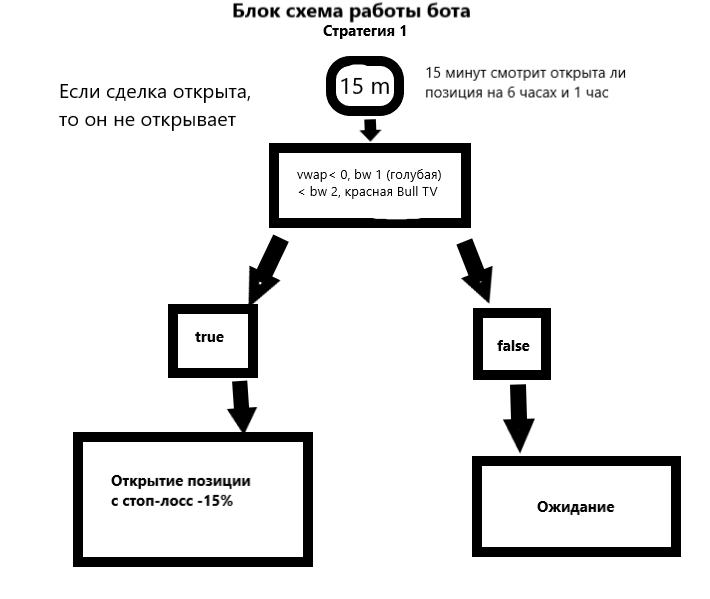 Блок схема работы бота
Стратегия 1
Если сделка открыта,
то он не открывает
15 m
15 минут смотрит открыта ли
позиция на 6 часах и 1 час
vwap< 0, bw 1 (голубая)
< bw 2, красная Bull TV
true
false
Открытие позиции
с стоп-лосс -15%
Ожидание